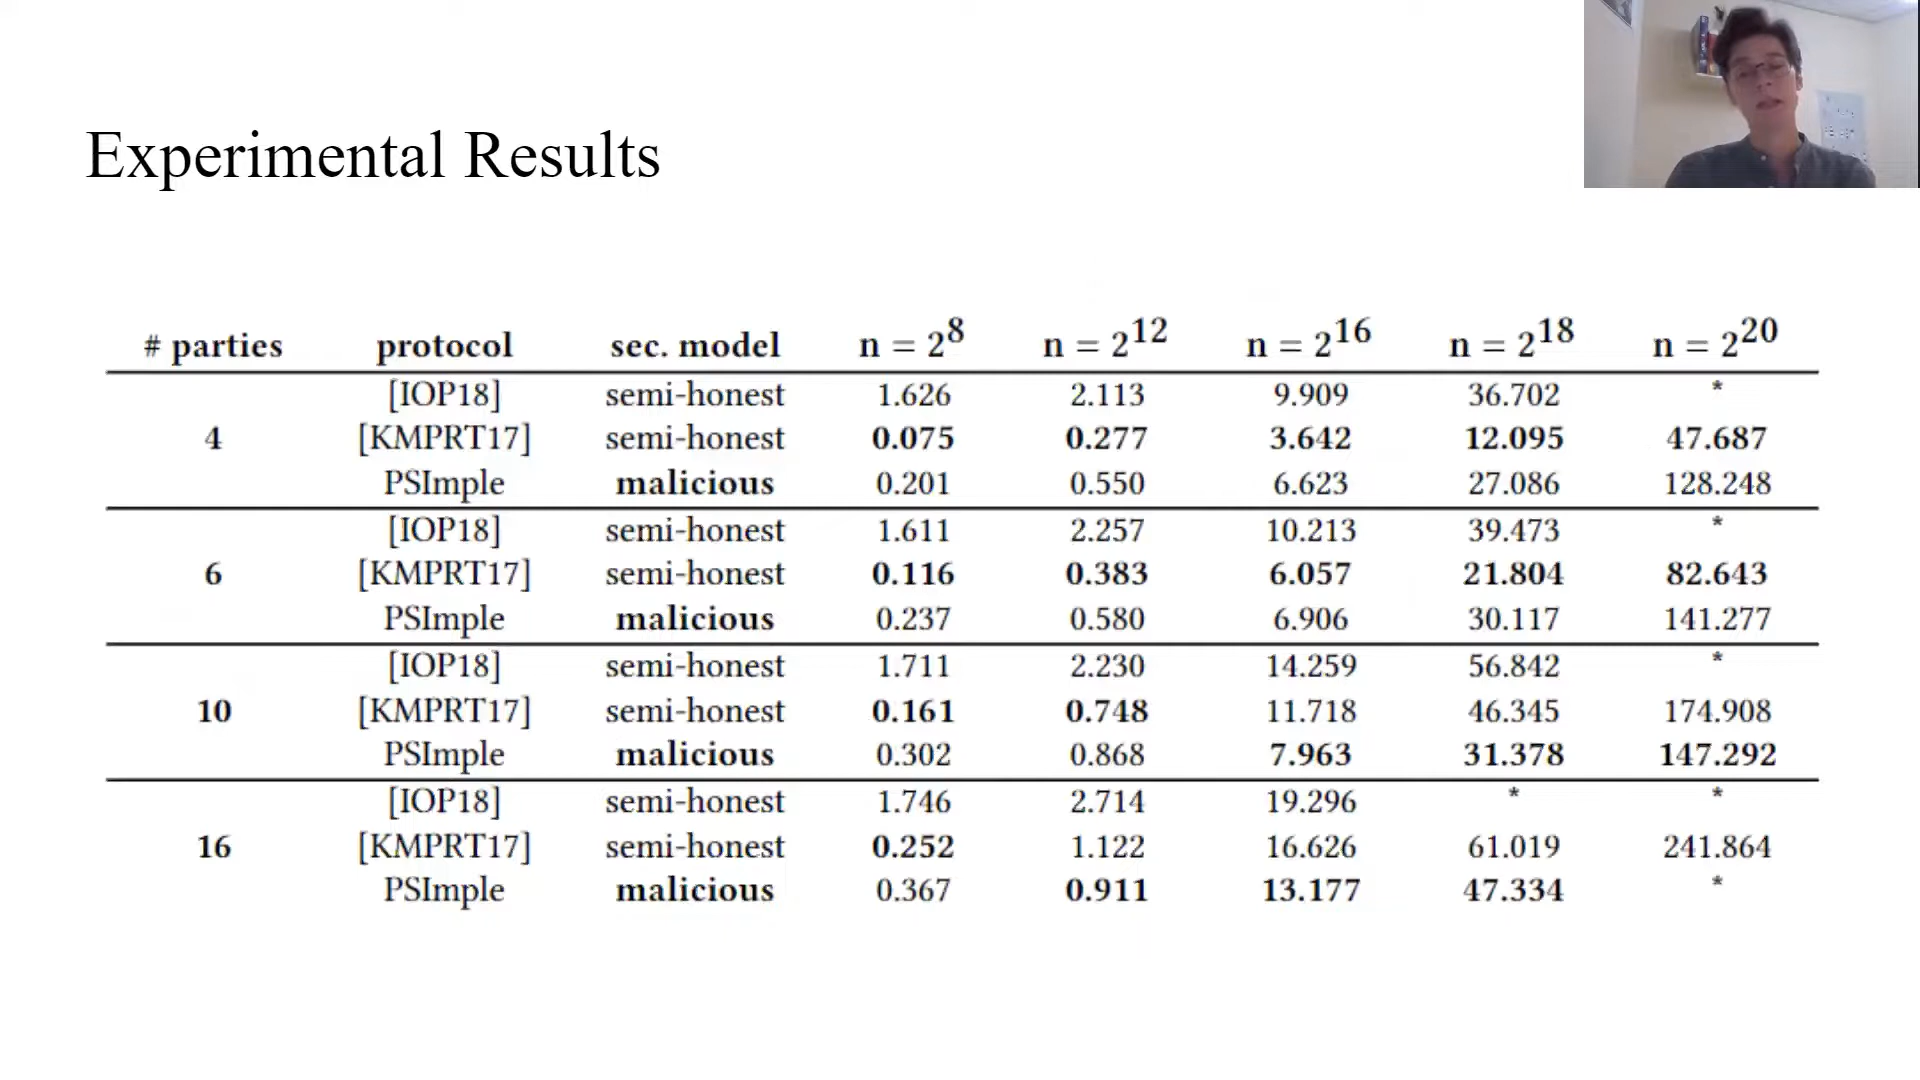 Experimental Results
# parties protocol sec. model n = 2^8 n = 2^12 n = 2^16 n = 2^18 n = 2^20
[IOP18] semi-honest 1.626 2.113 9.909 36.702 *
4 [KMPRT17] semi-honest 0.075 0.277 3.642 12.095 47.687
PSImple malicious 0.201 0.550 6.623 27.086 128.248
[IOP18] semi-honest 1.611 2.257 10.213 39.473 *
6 [KMPRT17] semi-honest 0.116 0.383 6.057 21.804 82.643
PSImple malicious 0.237 0.580 6.906 30.117 141.277
[IOP18] semi-honest 1.711 2.230 14.259 56.842 *
10 [KMPRT17] semi-honest 0.161 0.748 11.718 46.345 174.908
PSImple malicious 0.302 0.868 7.963 31.378 147.292
[IOP18] semi-honest 1.746 2.714 19.296 * *
16 [KMPRT17] semi-honest 0.252 1.122 16.626 61.019 241.864
PSImple malicious 0.367 0.911 13.177 47.334 *